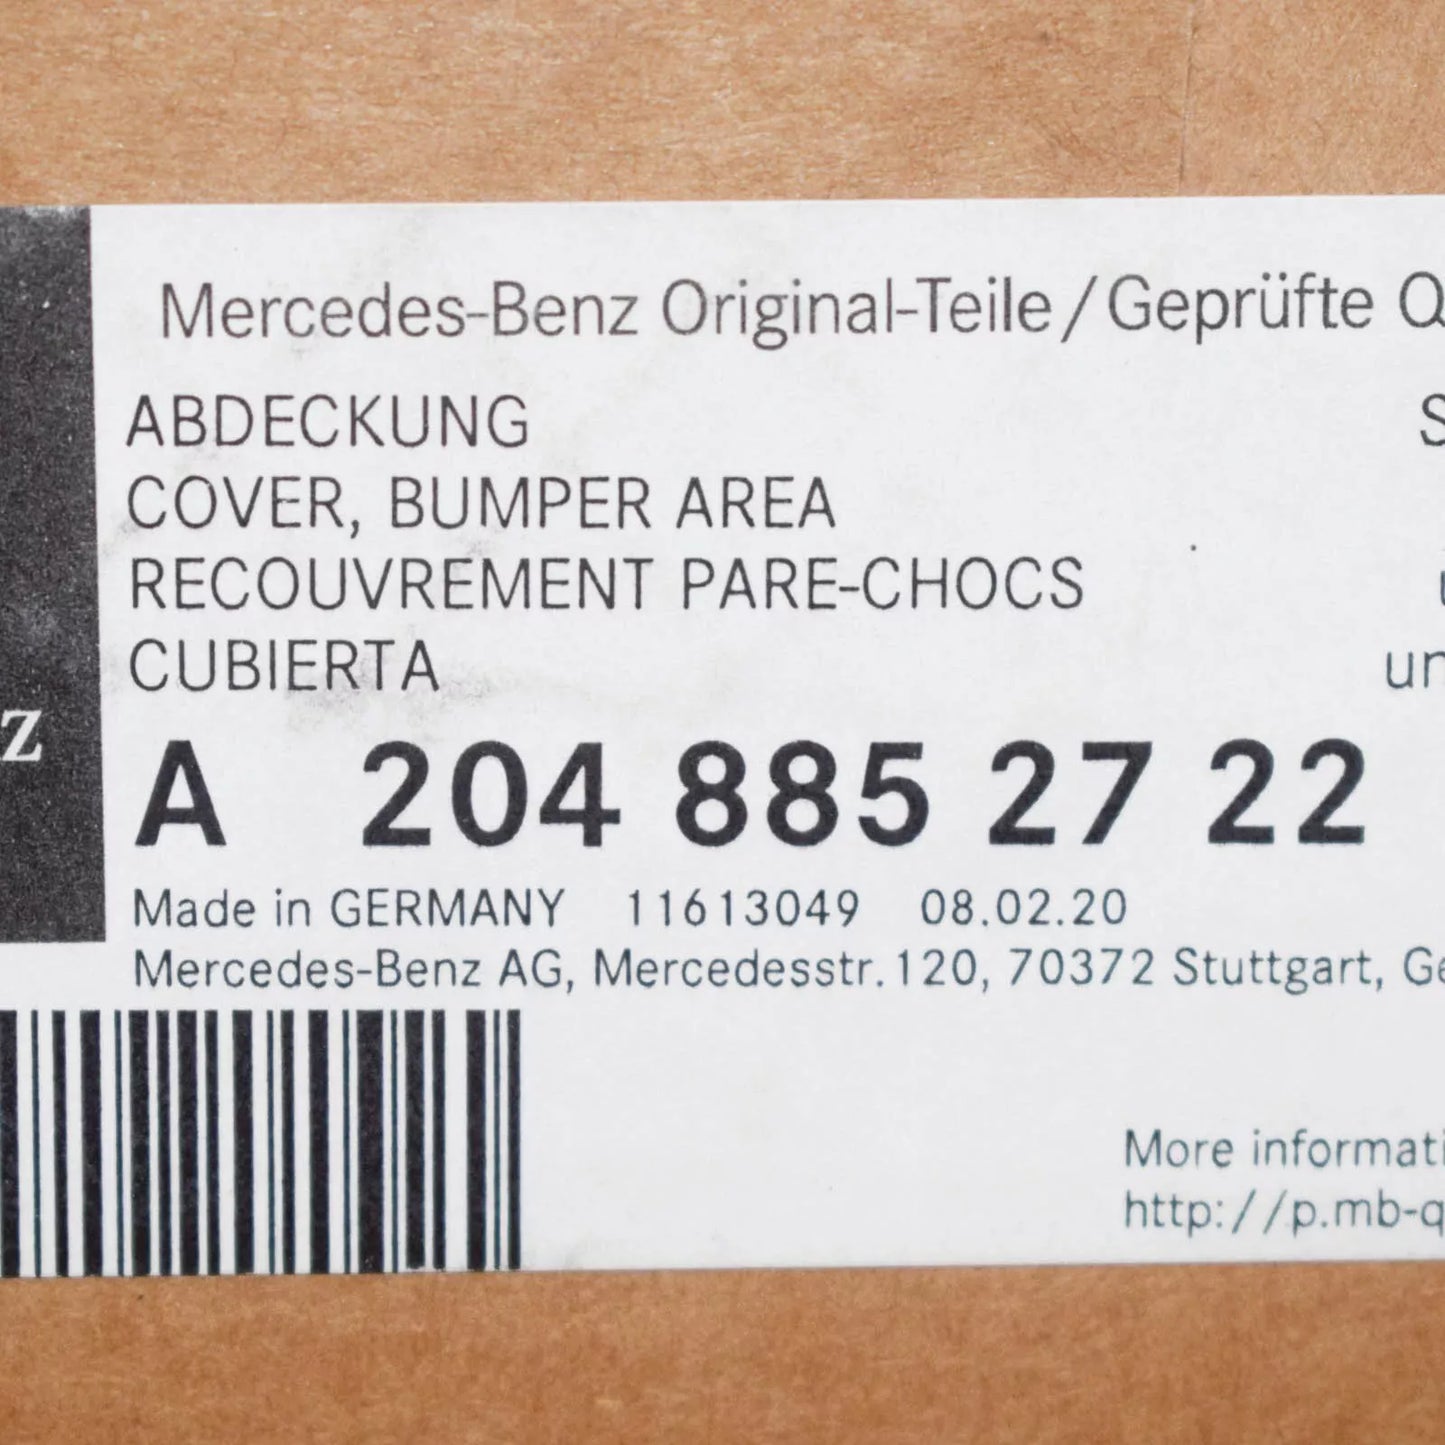 Mercedes-Benz Original-Teile / Geprüfte
ABDECKUNG
COVER, BUMPER AREA
RECOUVREMENT PARE-CHOCS
CUBIERTA
A 204 885 27 22
Made in GERMANY 11613049 08.02.20
Mercedes-Benz AG, Mercedesstr. 120, 70372 Stuttgart,
More
http://p.mb-q